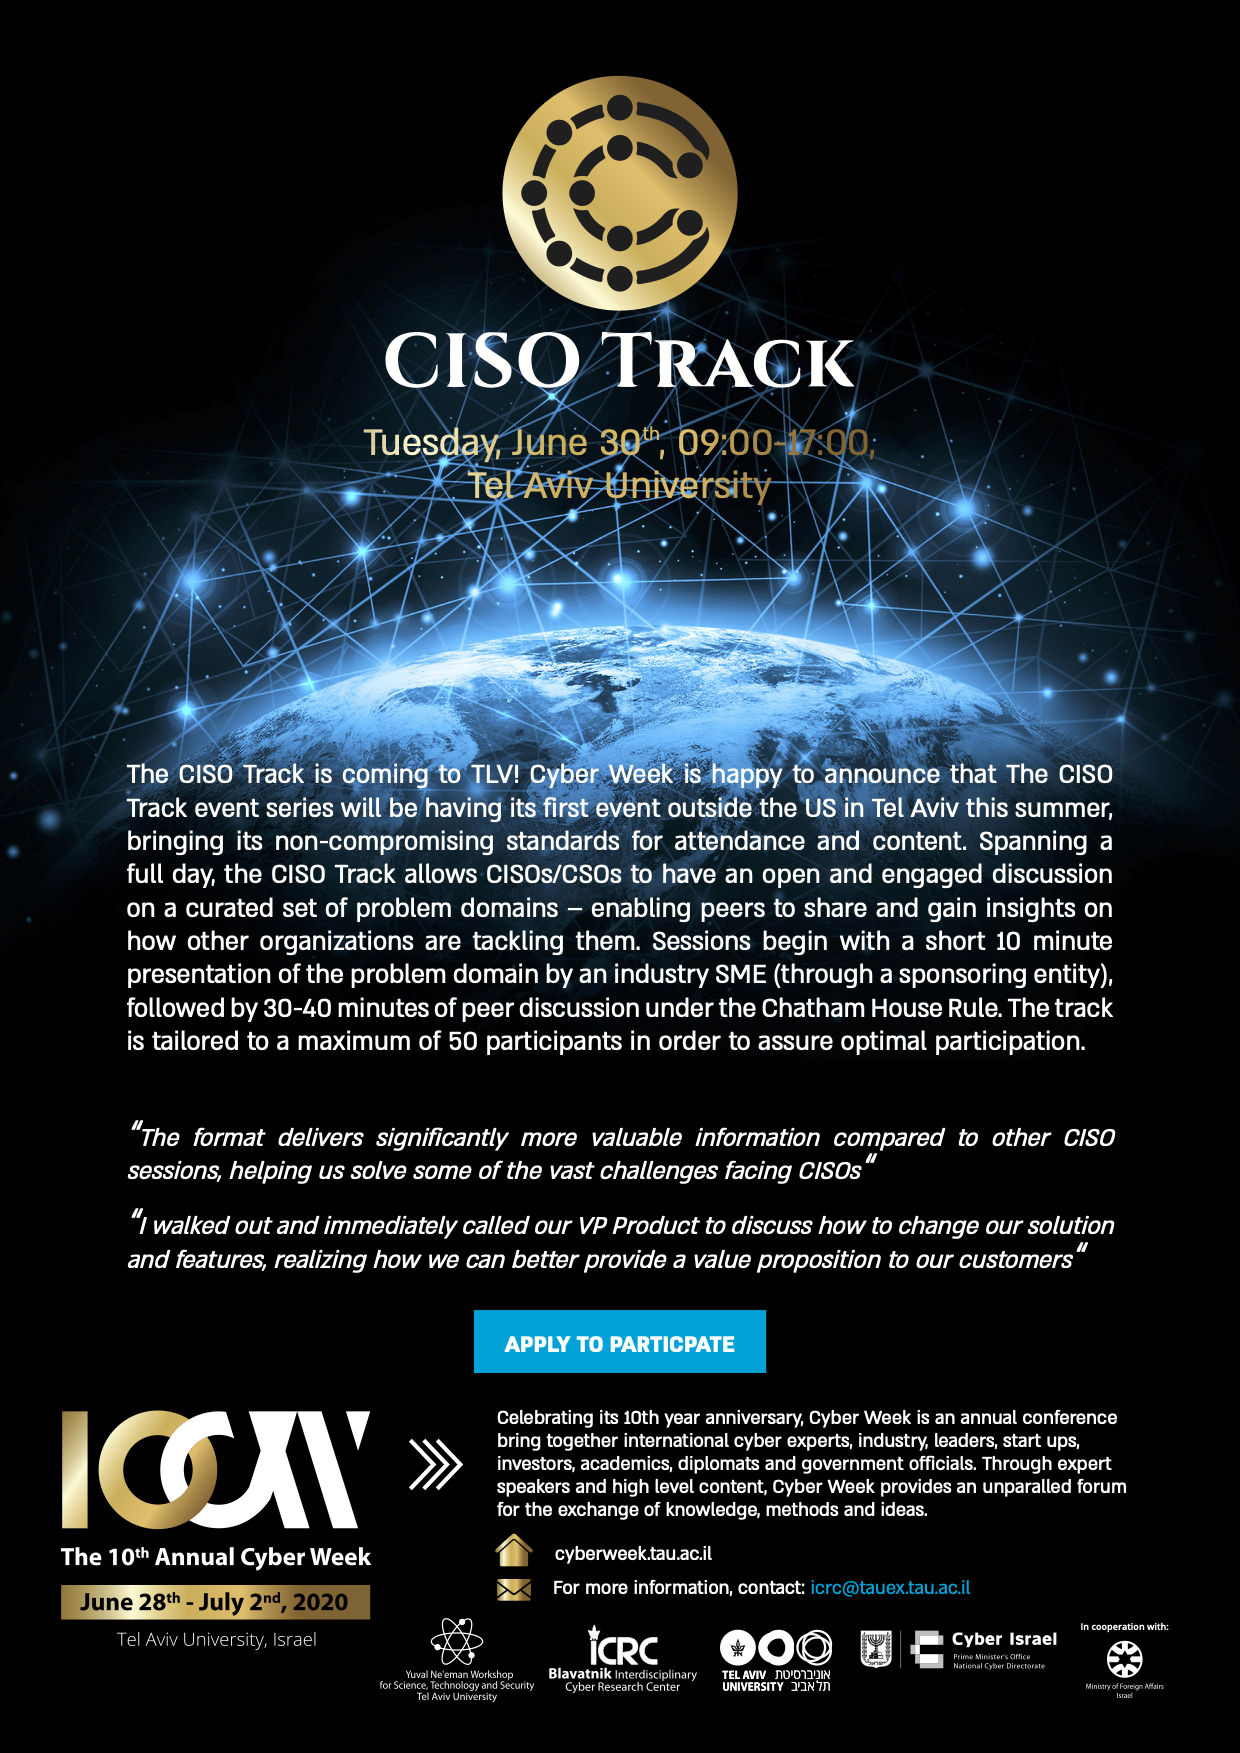 CISO Track
Tuesday, June 30th, 09:00-17:00,
Tel Aviv University
The CISO Track is coming to TLV! Cyber Week is happy to announce that The CISO
Track event series will be having its first event outside the US in Tel Aviv this summer,
bringing its non-compromising standards for attendance and content. Spanning a
full day, the CISO Track allows CISOs/CSOs to have an open and engaged discussion
on a curated set of problem domains – enabling peers to share and gain insights on
how other organizations are tackling them. Sessions begin with a short 10 minute
presentation of the problem domain by an industry SME (through a sponsoring entity),
followed by 30-40 minutes of peer discussion under the Chatham House Rule. The track
is tailored to a maximum of 50 participants in order to assure optimal participation.
“The format delivers significantly more valuable information compared to other CISO
sessions, helping us solve some of the vast challenges facing CISOs“
“I walked out and immediately called our VP Product to discuss how to change our solution
and features, realizing how we can better provide a value proposition to our customers“
APPLY TO PARTICPATE
10CW
The 10th Annual Cyber Week
June 28th - July 2nd, 2020
Tel Aviv University, Israel
Celebrating its 10th year anniversary, Cyber Week is an annual conference
bring together international cyber experts, industry, leaders, start ups,
investors, academics, diplomats and government officials. Through expert
speakers and high level content, Cyber Week provides an unparalled forum
for the exchange of knowledge, methods and ideas.
cyberweek.tau.ac.il
For more information, contact: icrc@tauex.tau.ac.il
Yuval Ne'eman Workshop
for Science, Technology and Security
Tel Aviv University
ICRC
Blavatnik Interdisciplinary
Cyber Research Center
TEL AVIV אוניברסיטת
UNIVERSITY תל אביב
Cyber Israel
Prime Minister's Office
National Cyber Directorate
In cooperation with:
Ministry of Foreign Affairs
Israel